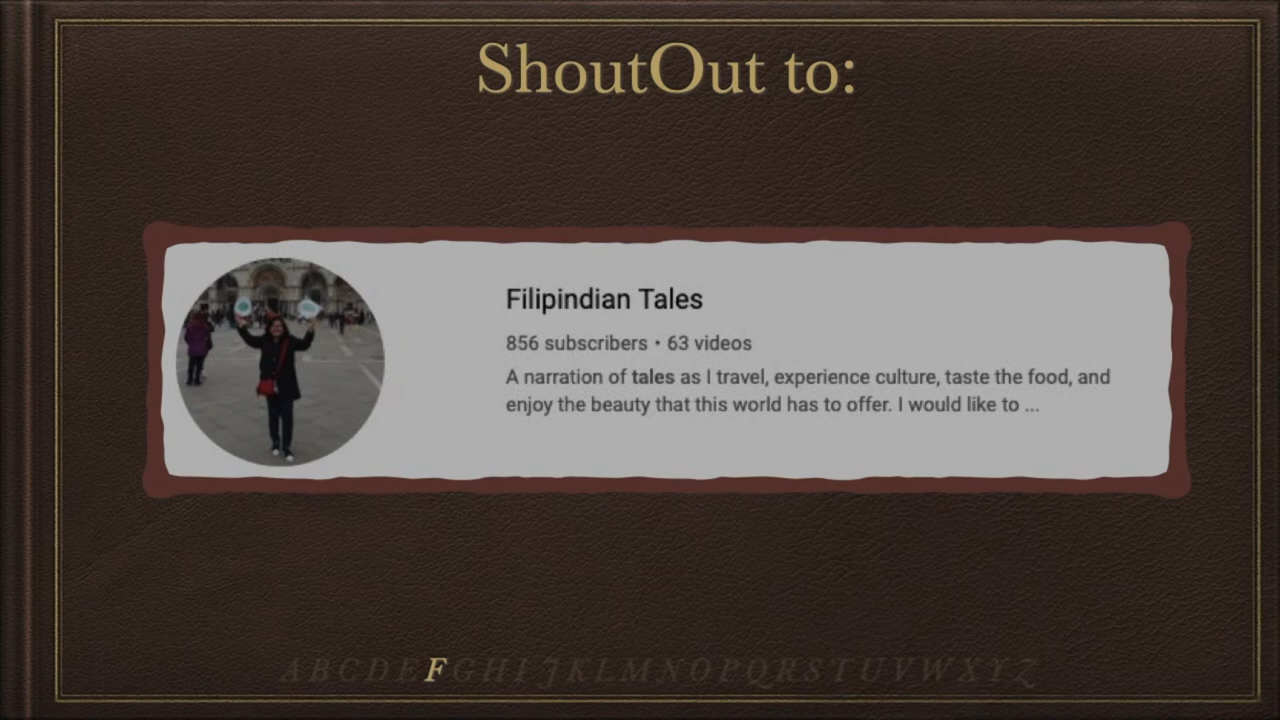 ShoutOut to:
Filipindian Tales
856 subscribers • 63 videos
A narration of tales as I travel, experience culture, taste the food, and
enjoy the beauty that this world has to offer. I would like to ...
A B C D E F G H I J K L M N O P Q R S T U V W X Y Z